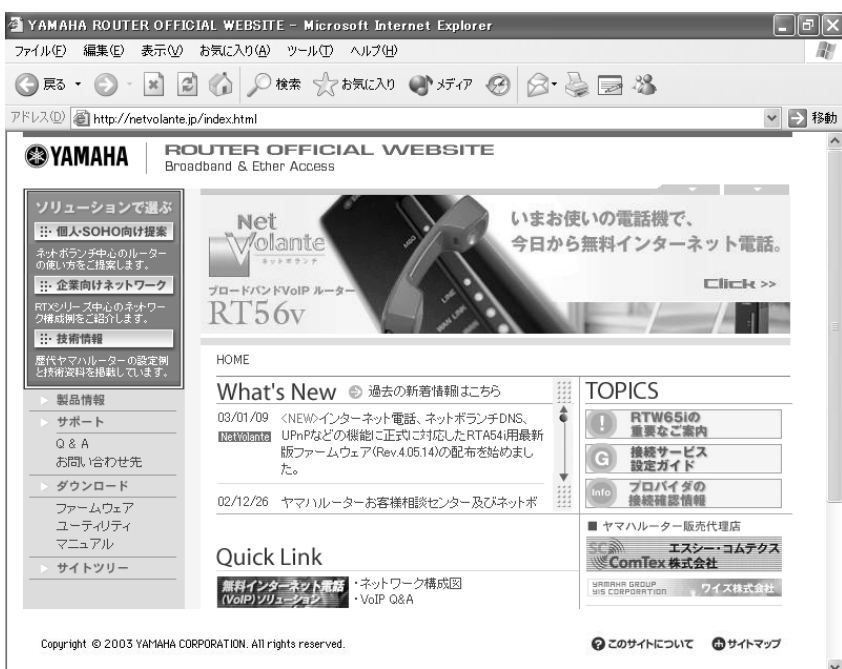 YAMAHA ROUTER OFFICIAL WEBSITE - Microsoft Internet Explorer
ファイル(F) 編集(E) 表示(V) お気に入り(A) ツール(T) ヘルプ(H)
戻る 検索 お気に入り メディア
アドレス(D) http://netvolante.jp/index.html 移動
YAMAHA
ROUTER OFFICIAL WEBSITE
Broadband & Ether Access
ソリューションで選ぶ
個人・SOHO向け提案
ネットボランチ中心のルーター
の使い方をご提案します。
企業向けネットワーク
RTXシリーズ中心のネットワー
ク構成例をご紹介します。
技術情報
歴代ヤマハルーターの設定例
と技術資料を掲載しています。
製品情報
サポート
Q & A
お問い合わせ先
ダウンロード
ファームウェア
ユーティリティ
マニュアル
サイトツリー
Net
Volante
ネットボランチ
ブロードバンドVoIP ルーター
RT56v
いまお使いの電話機で、
今日から無料インターネット電話。
Click >>
HOME
What's New 過去の新着情報はこちら
03/01/09 <NEW>インターネット電話、ネットボランチDNS、
NetVolante UPnPなどの機能に正式に対応したRTA54i用最新
版ファームウェア(Rev.4.05.14)の配布を始めまし
た。
02/12/26 ヤマハルーターお客様相談センター及びネットボ
Quick Link
無料インターネット電話
(VoIP)ソリューション
・ネットワーク構成図
・VoIP Q&A
TOPICS
RTW65iの
重要なご案内
接続サービス
設定ガイド
Info プロバイダの
接続確認情報
■ ヤマハルーター販売代理店
エスシー・コムテクス
ComTex 株式会社
YAMAHA GROUP
YIS CORPORATION ワイズ株式会社
Copyright © 2003 YAMAHA CORPORATION. All rights reserved.
このサイトについて サイトマップ